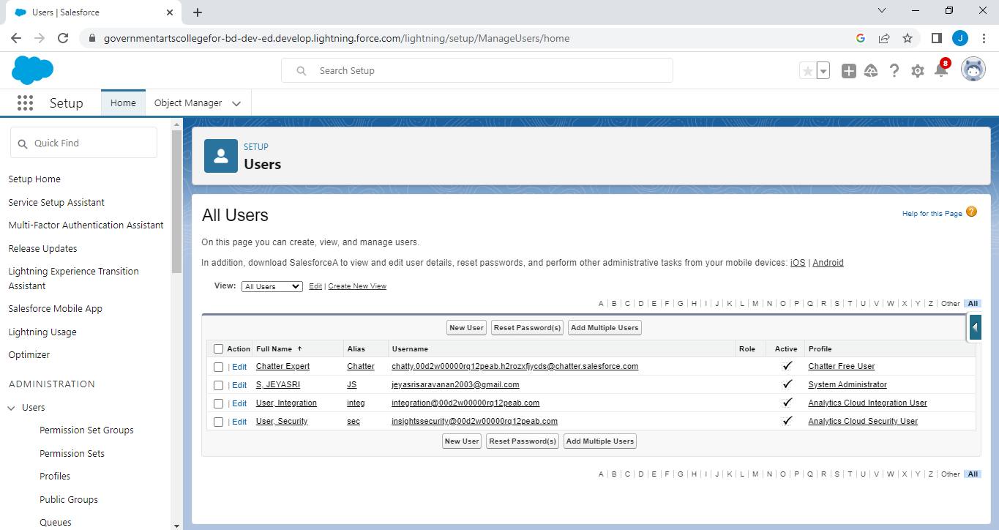 Users | Salesforce
governmentartscollegefor-bd-dev-ed.develop.lightning.force.com/lightning/setup/ManageUsers/home
J
Search Setup
8
Setup
Home
Object Manager
Quick Find
Setup Home
Service Setup Assistant
Multi-Factor Authentication Assistant
Release Updates
Lightning Experience Transition
Assistant
Salesforce Mobile App
Lightning Usage
Optimizer
ADMINISTRATION
Users
Permission Set Groups
Permission Sets
Profiles
Public Groups
Queues
SETUP
Users
All Users
Help for this Page ?
On this page you can create, view, and manage users.
In addition, download SalesforceA to view and edit user details, reset passwords, and perform other administrative tasks from your mobile devices: iOS | Android
View: All Users Edit | Create New View
A | B | C | D | E | F | G | H | I | J | K | L | M | N | O | P | Q | R | S | T | U | V | W | X | Y | Z | Other All
New User Reset Password(s) Add Multiple Users
Action Full Name ↑ Alias Username Role Active Profile
| Edit Chatter Expert Chatter chatty.00d2w00000rq12peab.h2rozxfjycds@chatter.salesforce.com ✓ Chatter Free User
| Edit S, JEYASRI JS jeyasrisaravanan2003@gmail.com ✓ System Administrator
| Edit User, Integration integ integration@00d2w00000rq12peab.com ✓ Analytics Cloud Integration User
| Edit User, Security sec insightssecurity@00d2w00000rq12peab.com ✓ Analytics Cloud Security User
New User Reset Password(s) Add Multiple Users
A | B | C | D | E | F | G | H | I | J | K | L | M | N | O | P | Q | R | S | T | U | V | W | X | Y | Z | Other All